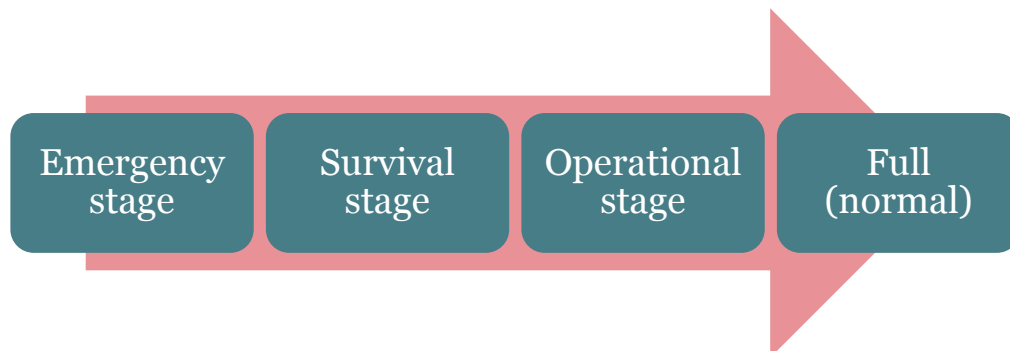 Emergency
stage
Survival
stage
Operational
stage
Full
(normal)